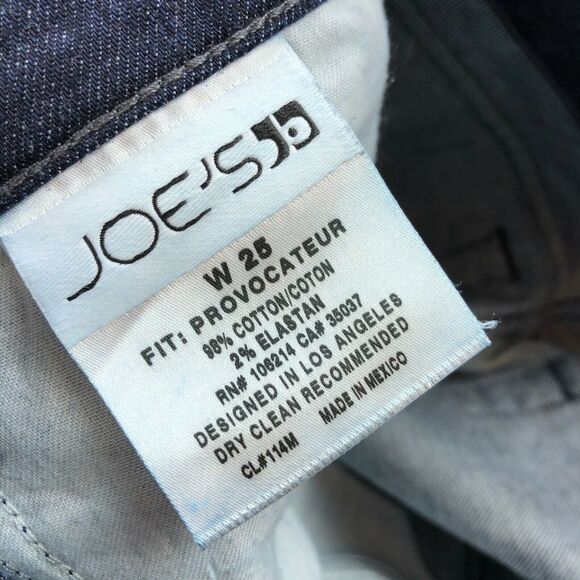 JOE'S Jb
W 25
FIT: PROVOCATEUR
98% COTTON/COTON
2% ELASTAN
RN# 106214 CA# 35037
DESIGNED IN LOS ANGELES
DRY CLEAN RECOMMENDED
CL#114M MADE IN MEXICO